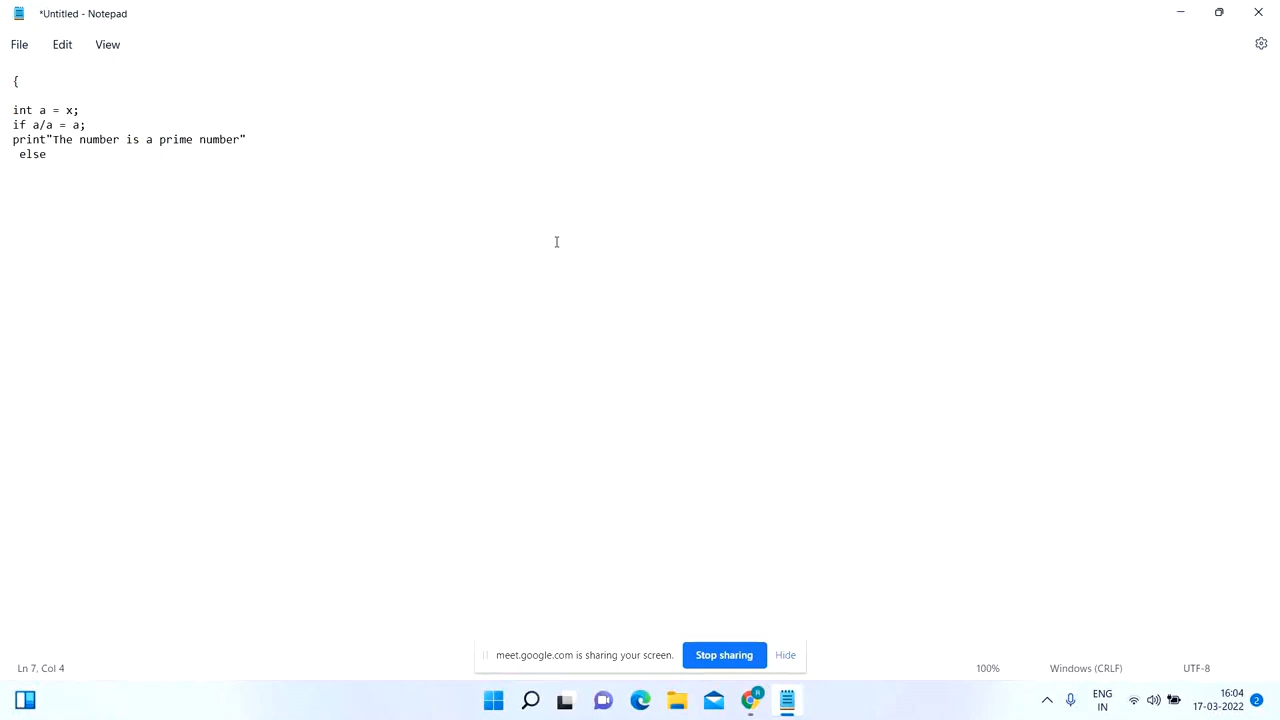 *Untitled - Notepad
File Edit View
{
int a = x;
if a/a = a;
print"The number is a prime number"
else
meet.google.com is sharing your screen. Stop sharing Hide
Ln 7, Col 4 100% Windows (CRLF) UTF-8
ENG
IN
16:04
17-03-2022
2